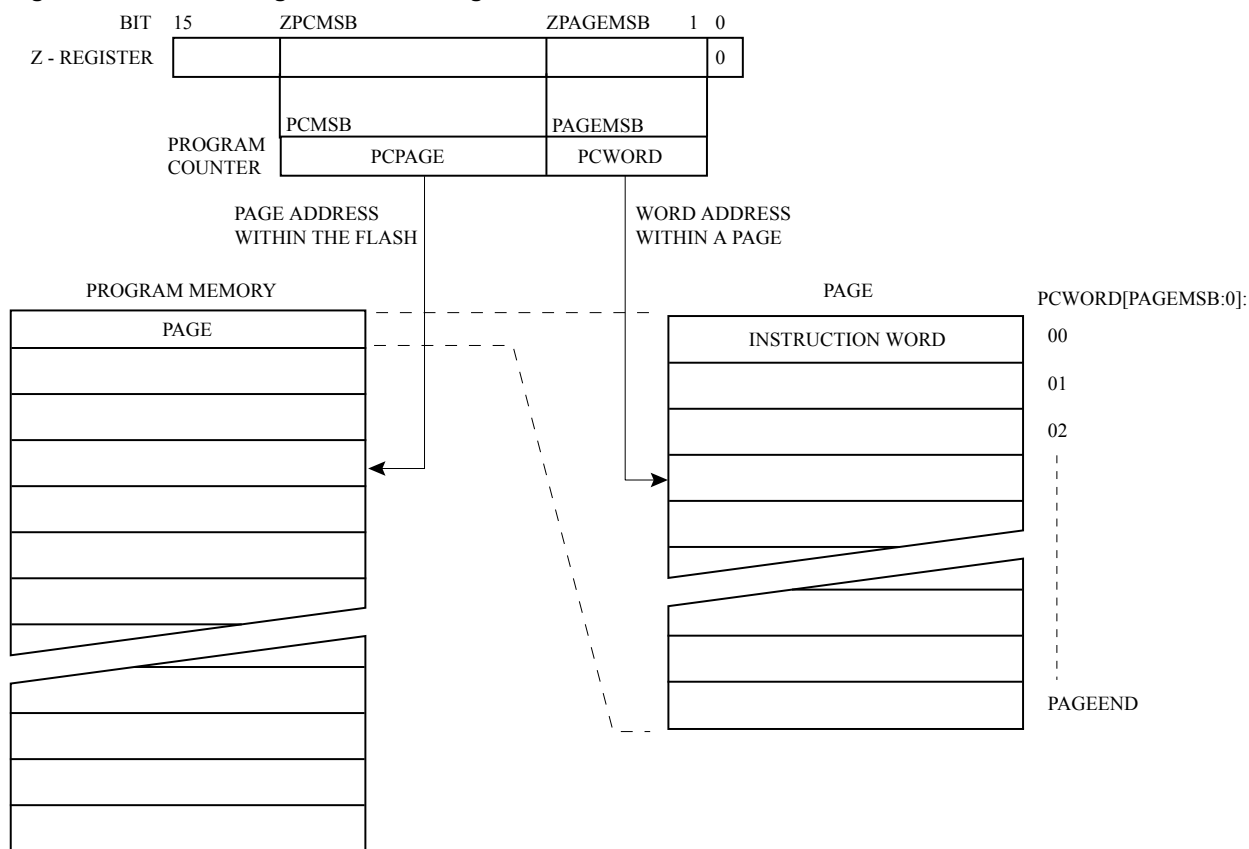 BIT 15 ZPCMSB ZPAGEMSB 1 0
Z - REGISTER 0
PCMSB PAGEMSB
PROGRAM
COUNTER
PCPAGE PCWORD
PAGE ADDRESS
WITHIN THE FLASH
WORD ADDRESS
WITHIN A PAGE
PROGRAM MEMORY
PAGE
PAGE
PCWORD[PAGEMSB:0]:
INSTRUCTION WORD
00
01
02
PAGEEND